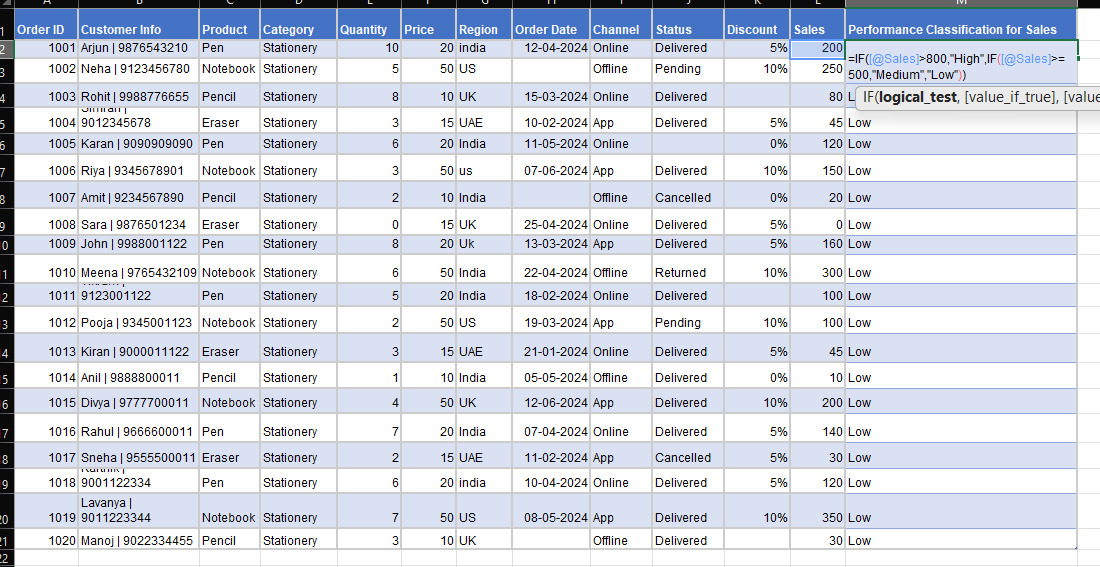 A B C D E F G H I J K L M
1 Order ID Customer Info Product Category Quantity Price Region Order Date Channel Status Discount Sales Performance Classification for Sales
2 1001 Arjun | 9876543210 Pen Stationery 10 20 india 12-04-2024 Online Delivered 5% 200 =IF([@Sales]>800,"High",IF([@Sales]>=
500,"Medium","Low"))
3 1002 Neha | 9123456780 Notebook Stationery 5 50 US Offline Pending 10% 250
4 1003 Rohit | 9988776655 Pencil Stationery 8 10 UK 15-03-2024 Online Delivered 80 L
IF(logical_test, [value_if_true], [value
Simran |
5 1004 9012345678 Eraser Stationery 3 15 UAE 10-02-2024 App Delivered 5% 45 Low
1005 Karan | 9090909090 Pen Stationery 6 20 India 11-05-2024 Online 0% 120 Low
7 1006 Riya | 9345678901 Notebook Stationery 3 50 us 07-06-2024 App Delivered 10% 150 Low
8 1007 Amit | 9234567890 Pencil Stationery 2 10 India Offline Cancelled 0% 20 Low
9 1008 Sara | 9876501234 Eraser Stationery 0 15 UK 25-04-2024 Online Delivered 5% 0 Low
10 1009 John | 9988001122 Pen Stationery 8 20 Uk 13-03-2024 App Delivered 5% 160 Low
11 1010 Meena | 9765432109 Notebook Stationery 6 50 India 22-04-2024 Offline Returned 10% 300 Low
12 1011 9123001122 Pen Stationery 5 20 India 18-02-2024 Online Delivered 100 Low
13 1012 Pooja | 9345001123 Notebook Stationery 2 50 US 19-03-2024 App Pending 10% 100 Low
14 1013 Kiran | 9000011122 Eraser Stationery 3 15 UAE 21-01-2024 Online Delivered 5% 45 Low
15 1014 Anil | 9888800011 Pencil Stationery 1 10 India 05-05-2024 Offline Delivered 0% 10 Low
16 1015 Divya | 9777700011 Notebook Stationery 4 50 UK 12-06-2024 App Delivered 10% 200 Low
17 1016 Rahul | 9666600011 Pen Stationery 7 20 India 07-04-2024 Online Delivered 5% 140 Low
18 1017 Sneha | 9555500011 Eraser Stationery 2 15 UAE 11-02-2024 App Cancelled 5% 30 Low
Karthik |
19 1018 9001122334 Pen Stationery 6 20 india 10-04-2024 Online Delivered 5% 120 Low
Lavanya |
20 1019 9011223344 Notebook Stationery 7 50 US 08-05-2024 App Delivered 10% 350 Low
21 1020 Manoj | 9022334455 Pencil Stationery 3 10 UK Offline Delivered 30 Low
22